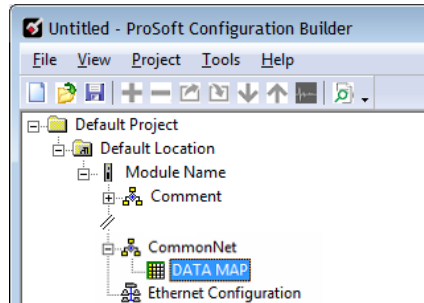 Untitled - ProSoft Configuration Builder
File View Project Tools Help
Default Project
Default Location
Module Name
Comment
CommonNet
DATA MAP
Ethernet Configuration